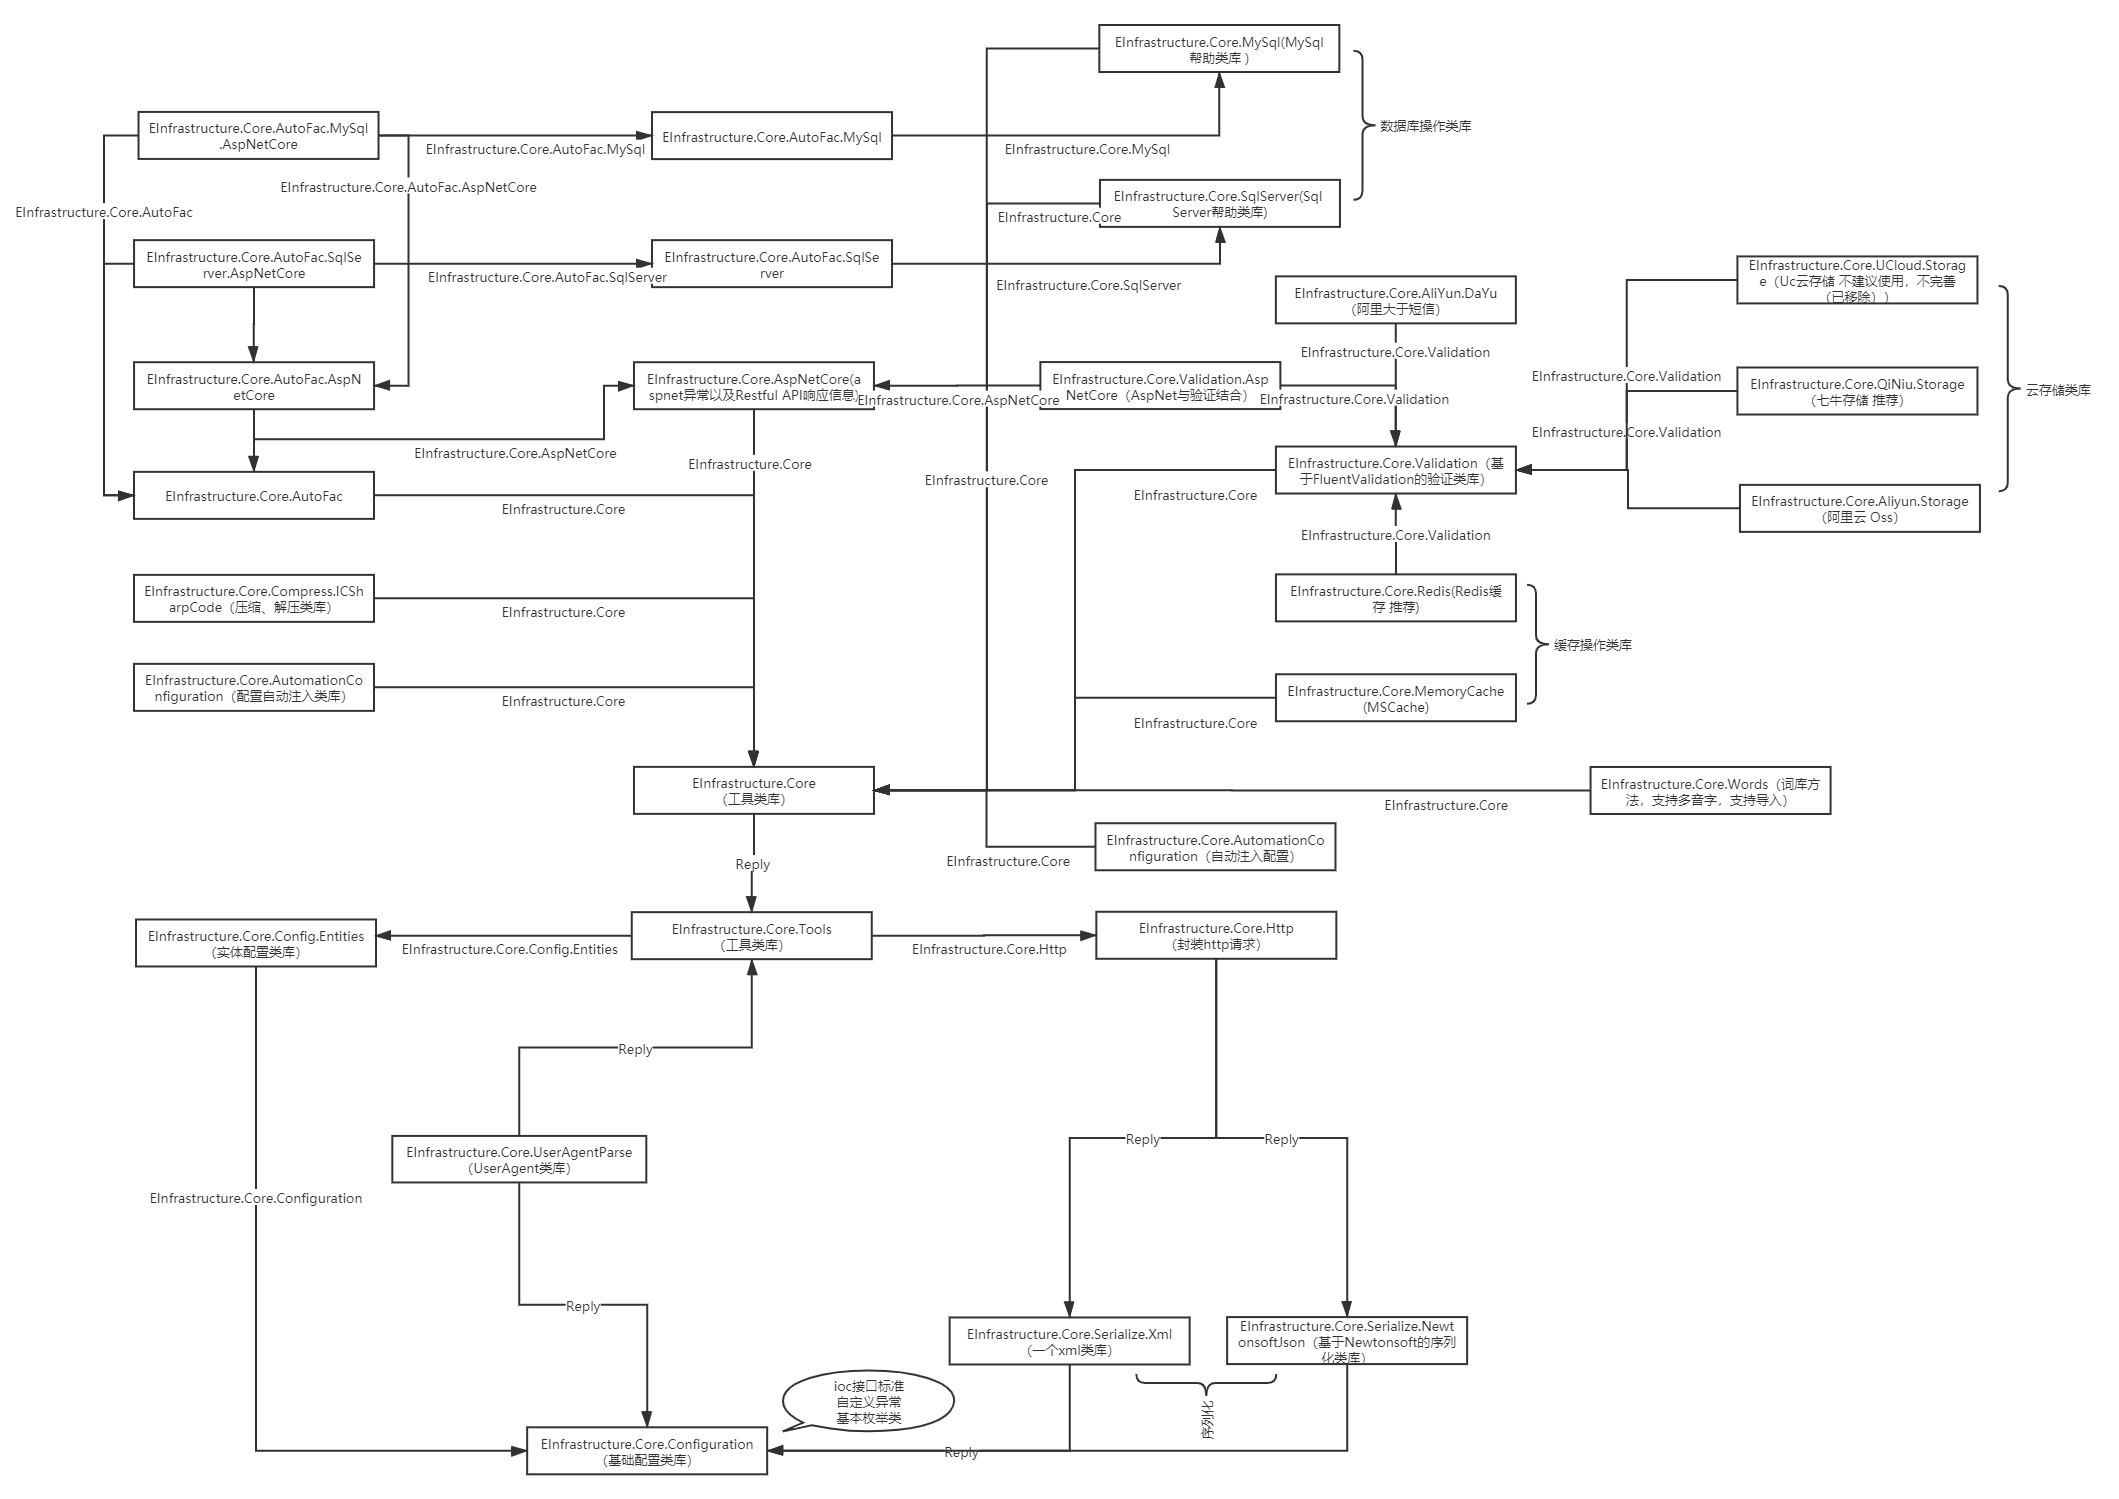 EInfrastructure.Core.MySql(MySql
帮助类库 )
数据库操作类库
EInfrastructure.Core.AutoFac.MySql
.AspNetCore
EInfrastructure.Core.AutoFac.MySql
EInfrastructure.Core.AutoFac.MySql
EInfrastructure.Core.MySql
EInfrastructure.Core.AutoFac.AspNetCore
EInfrastructure.Core.AutoFac
EInfrastructure.Core.SqlServer(Sql
Server帮助类库)
EInfrastructure.Core
EInfrastructure.Core.AutoFac.SqlSe
rver.AspNetCore
EInfrastructure.Core.AutoFac.SqlServer
EInfrastructure.Core.AutoFac.SqlSe
rver
EInfrastructure.Core.SqlServer
EInfrastructure.Core.AliYun.DaYu
（阿里大于短信）
EInfrastructure.Core.UCloud.Storag
e（Uc云存储 不建议使用，不完善
（已移除））
EInfrastructure.Core.Validation
EInfrastructure.Core.AutoFac.AspN
etCore
EInfrastructure.Core.AspNetCore(a
spnet异常以及Restful API响应信息)
EInfrastructure.Core.AspNetCore
EInfrastructure.Core.Validation.Asp
NetCore（AspNet与验证结合）
EInfrastructure.Core.Validation
EInfrastructure.Core.Validation
EInfrastructure.Core.QiNiu.Storage
（七牛存储 推荐）
云存储类库
EInfrastructure.Core.Validation
EInfrastructure.Core.AspNetCore
EInfrastructure.Core
EInfrastructure.Core
EInfrastructure.Core.Validation（基
于FluentValidation的验证类库）
EInfrastructure.Core
EInfrastructure.Core.AutoFac
EInfrastructure.Core
EInfrastructure.Core.Aliyun.Storage
（阿里云 Oss）
EInfrastructure.Core.Validation
EInfrastructure.Core.Compress.ICSh
arpCode（压缩、解压类库）
EInfrastructure.Core
EInfrastructure.Core.Redis(Redis缓
存 推荐)
缓存操作类库
EInfrastructure.Core.AutomationCo
nfiguration（配置自动注入类库）
EInfrastructure.Core
EInfrastructure.Core.MemoryCache
(MSCache)
EInfrastructure.Core
EInfrastructure.Core
（工具类库）
EInfrastructure.Core.Words（词库方
法，支持多音字，支持导入）
EInfrastructure.Core
EInfrastructure.Core.AutomationCo
nfiguration（自动注入配置）
EInfrastructure.Core
Reply
EInfrastructure.Core.Config.Entities
（实体配置类库）
EInfrastructure.Core.Config.Entities
EInfrastructure.Core.Tools
（工具类库）
EInfrastructure.Core.Http
EInfrastructure.Core.Http
（封装http请求）
Reply
EInfrastructure.Core.UserAgentParse
（UserAgent类库）
Reply
Reply
EInfrastructure.Core.Configuration
Reply
EInfrastructure.Core.Serialize.Xml
（一个xml类库）
EInfrastructure.Core.Serialize.Newt
onsoftJson（基于Newtonsoft的序列
化类库）
序列化
ioc接口标准
自定义异常
基本枚举类
EInfrastructure.Core.Configuration
（基础配置类库）
Reply